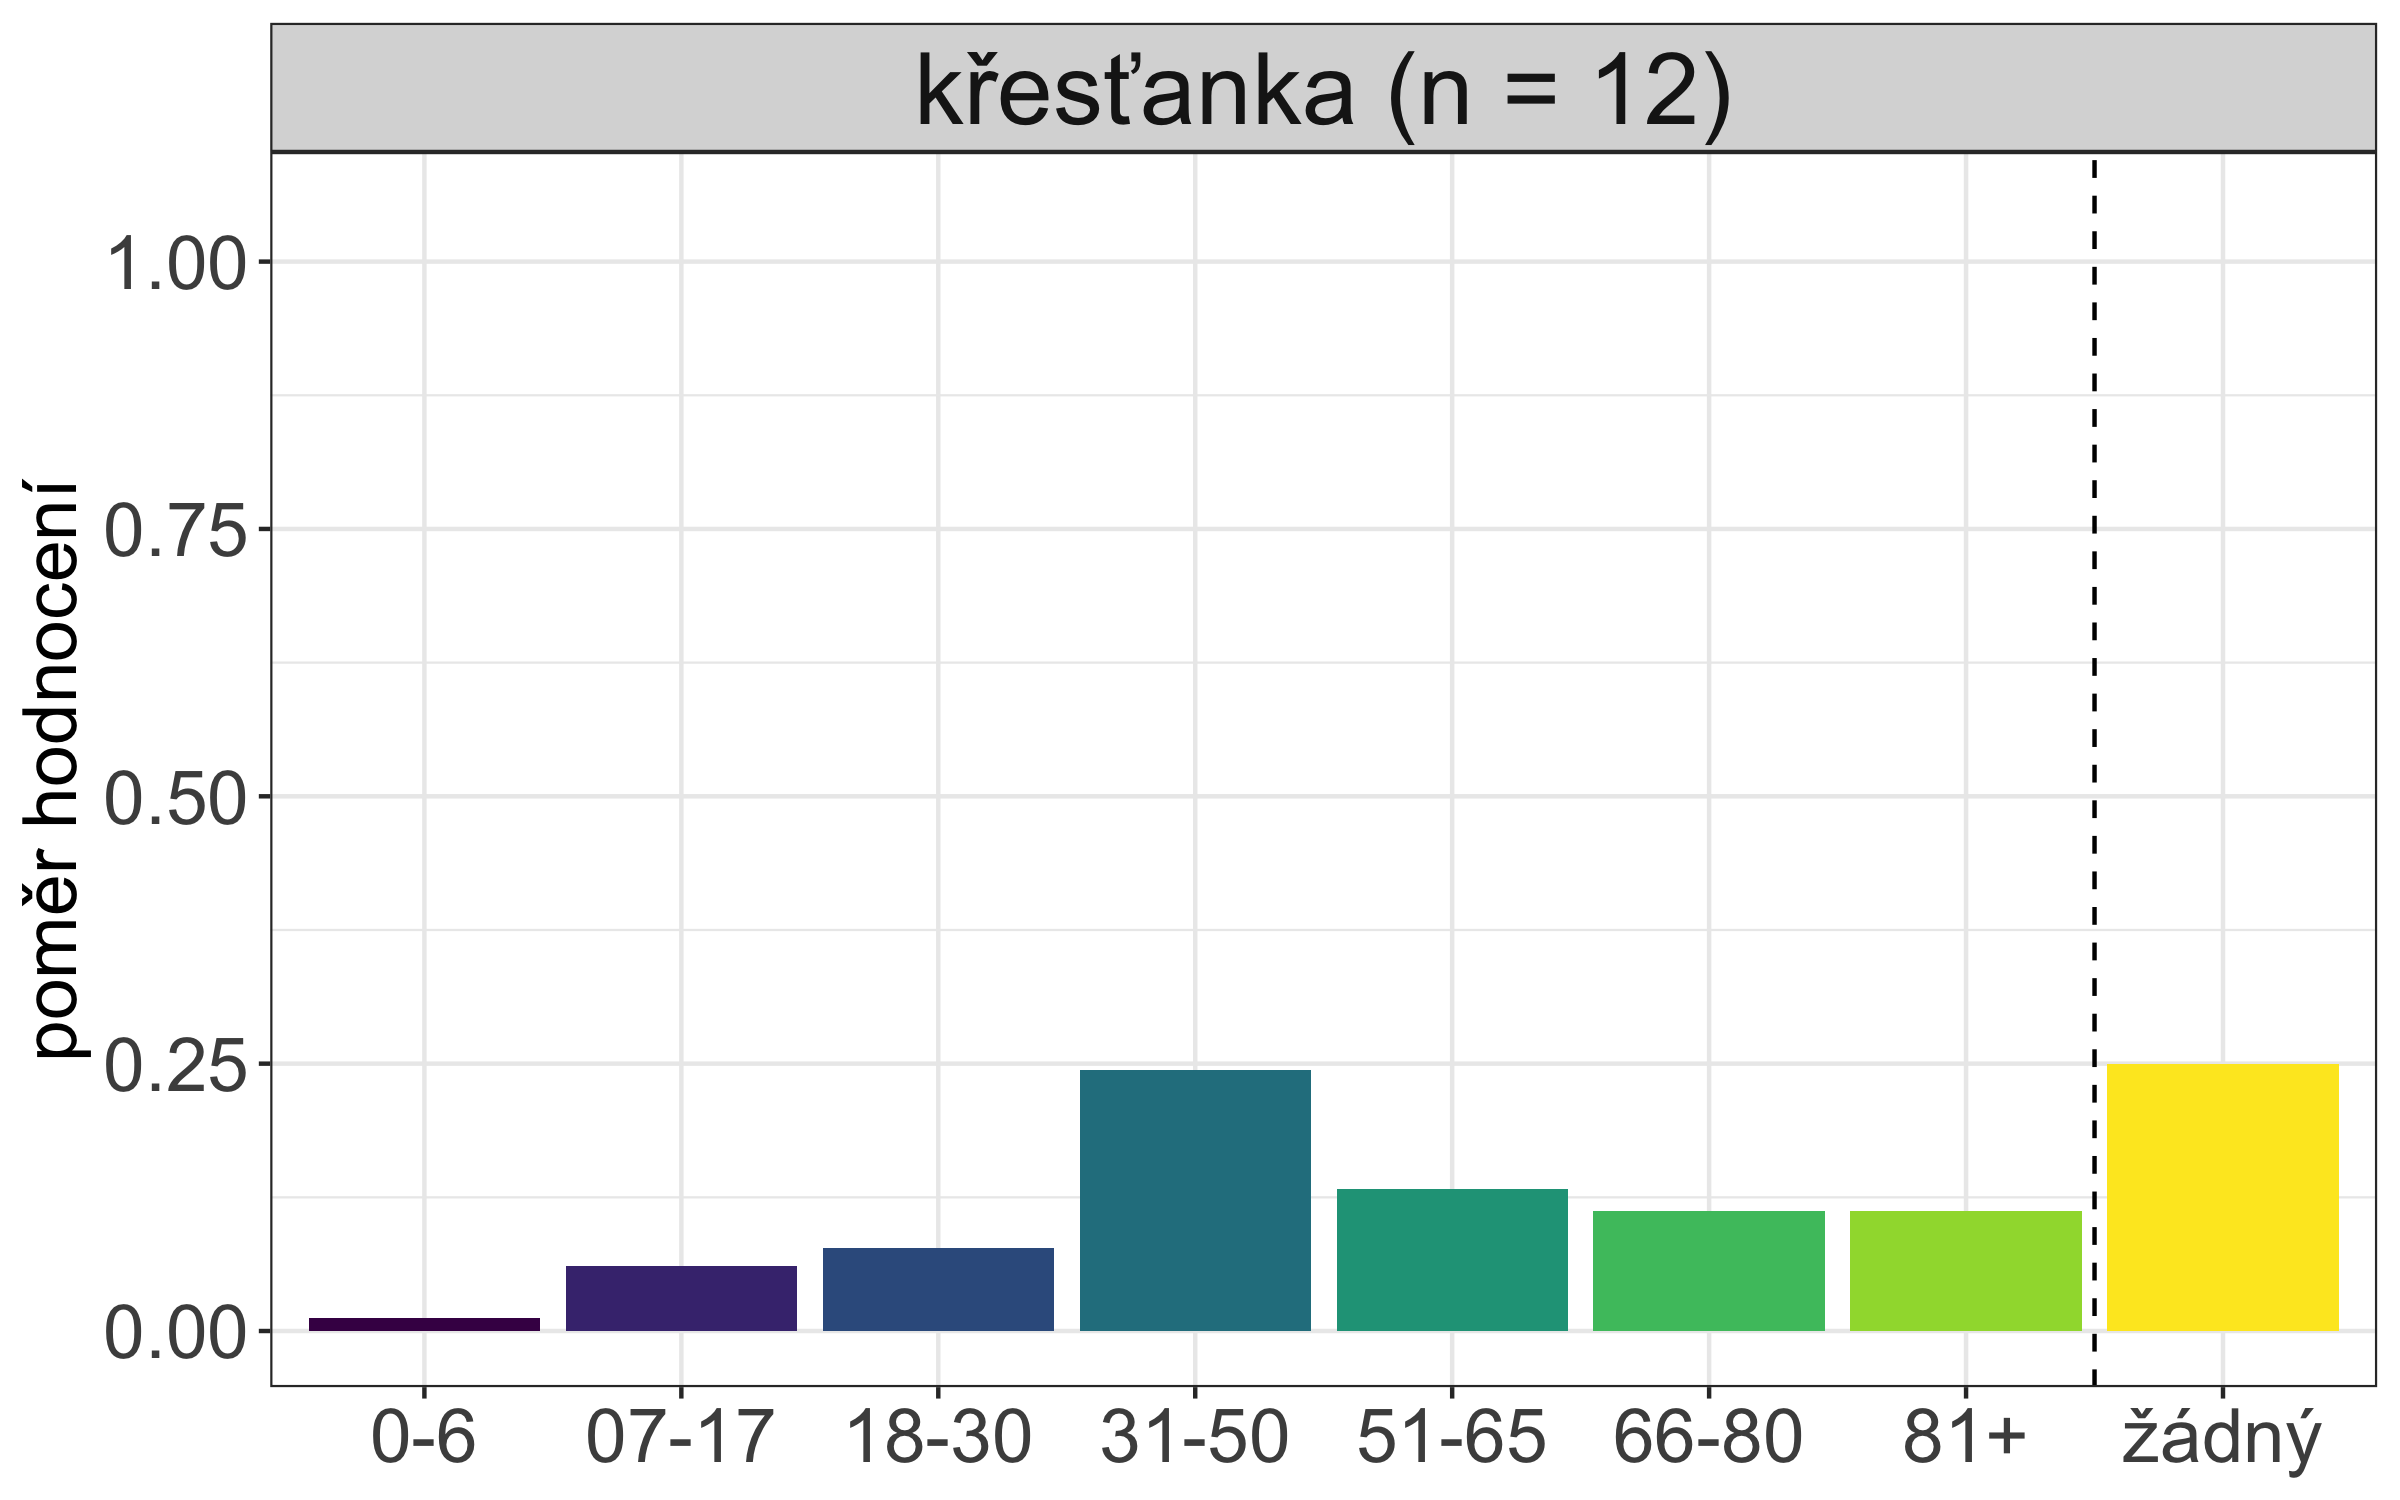 křesťanka (n = 12)
poměr hodnocení
1.00
0.75
0.50
0.25
0.00
0-6 07-17 18-30 31-50 51-65 66-80 81+ žádný